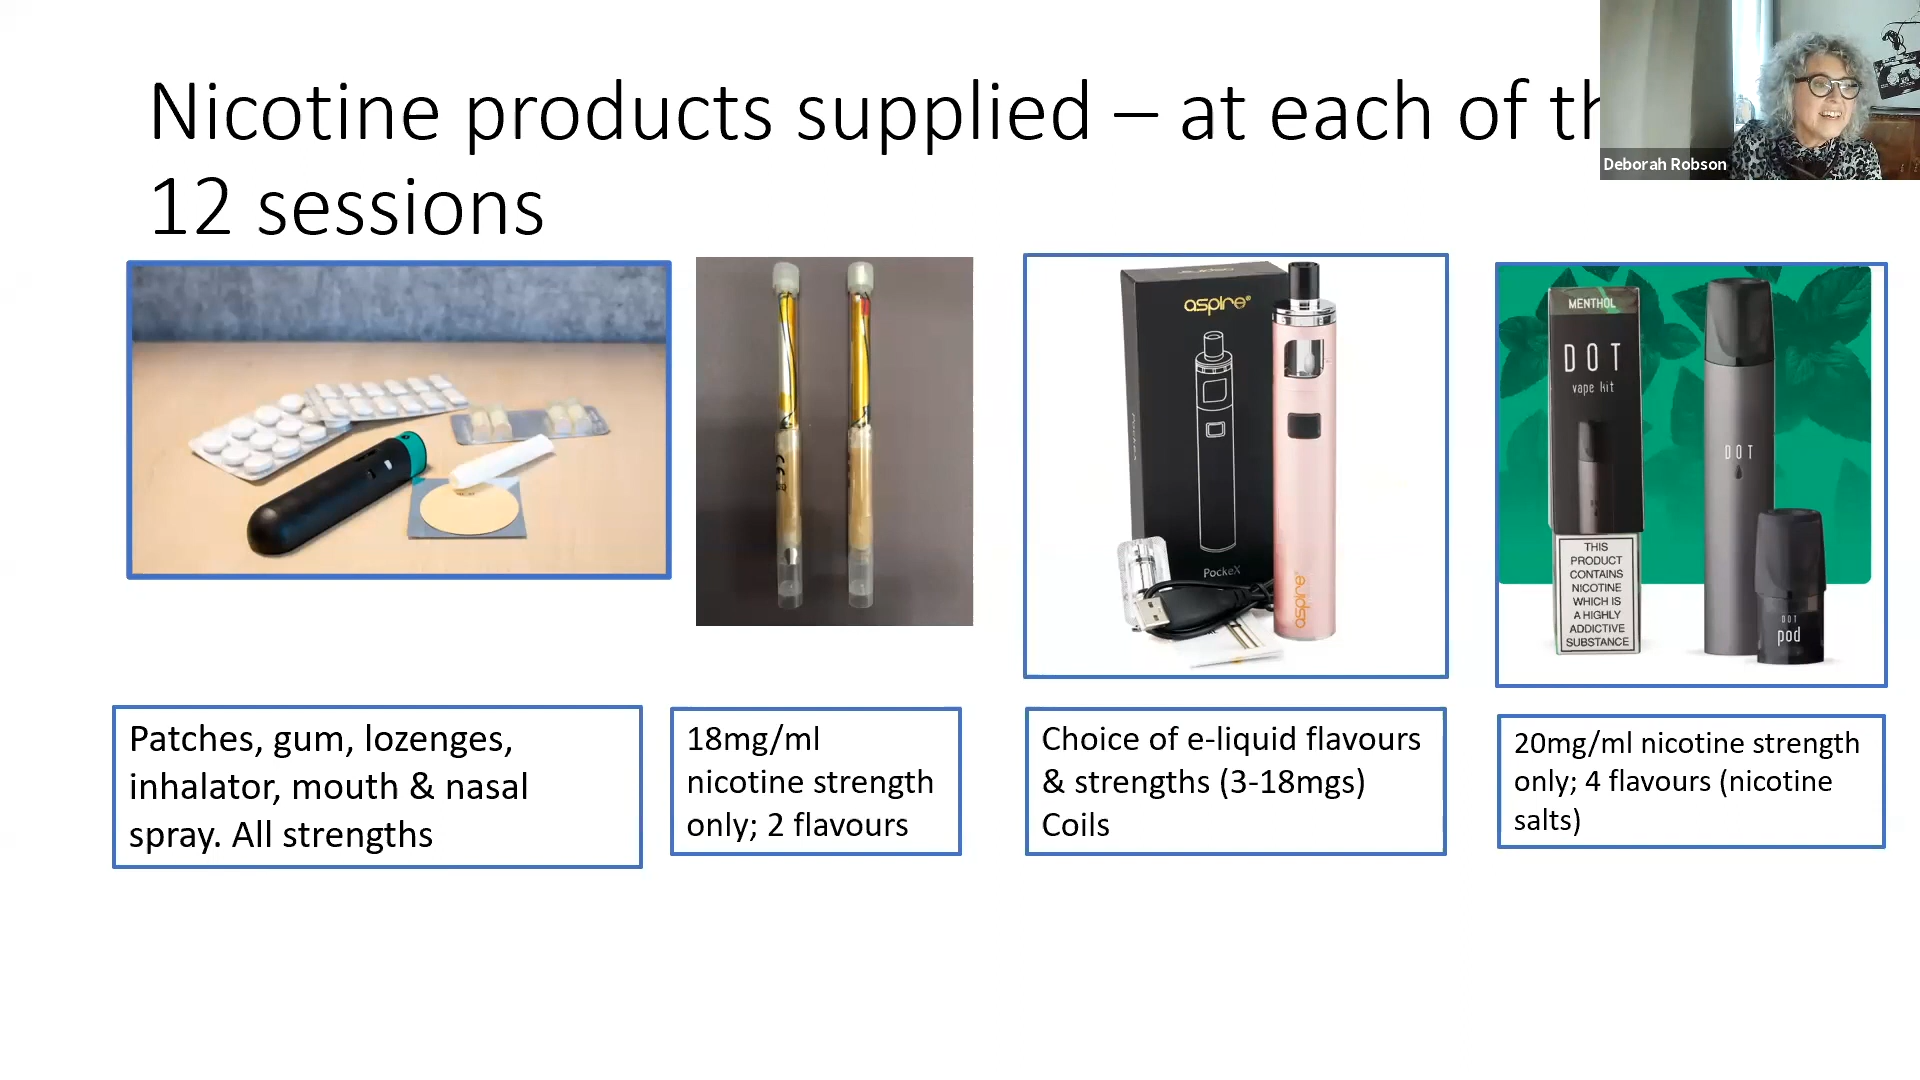 Nicotine products supplied – at each of th
12 sessions
Deborah Robson
aspire
PockeX
aspire
MENTHOL
DOT
vape kit
THIS
PRODUCT
CONTAINS
NICOTINE
WHICH IS
A HIGHLY
ADDICTIVE
SUBSTANCE
DOT
DOT
pod
Patches, gum, lozenges,
inhalator, mouth & nasal
spray. All strengths
18mg/ml
nicotine strength
only; 2 flavours
Choice of e-liquid flavours
& strengths (3-18mgs)
Coils
20mg/ml nicotine strength
only; 4 flavours (nicotine
salts)